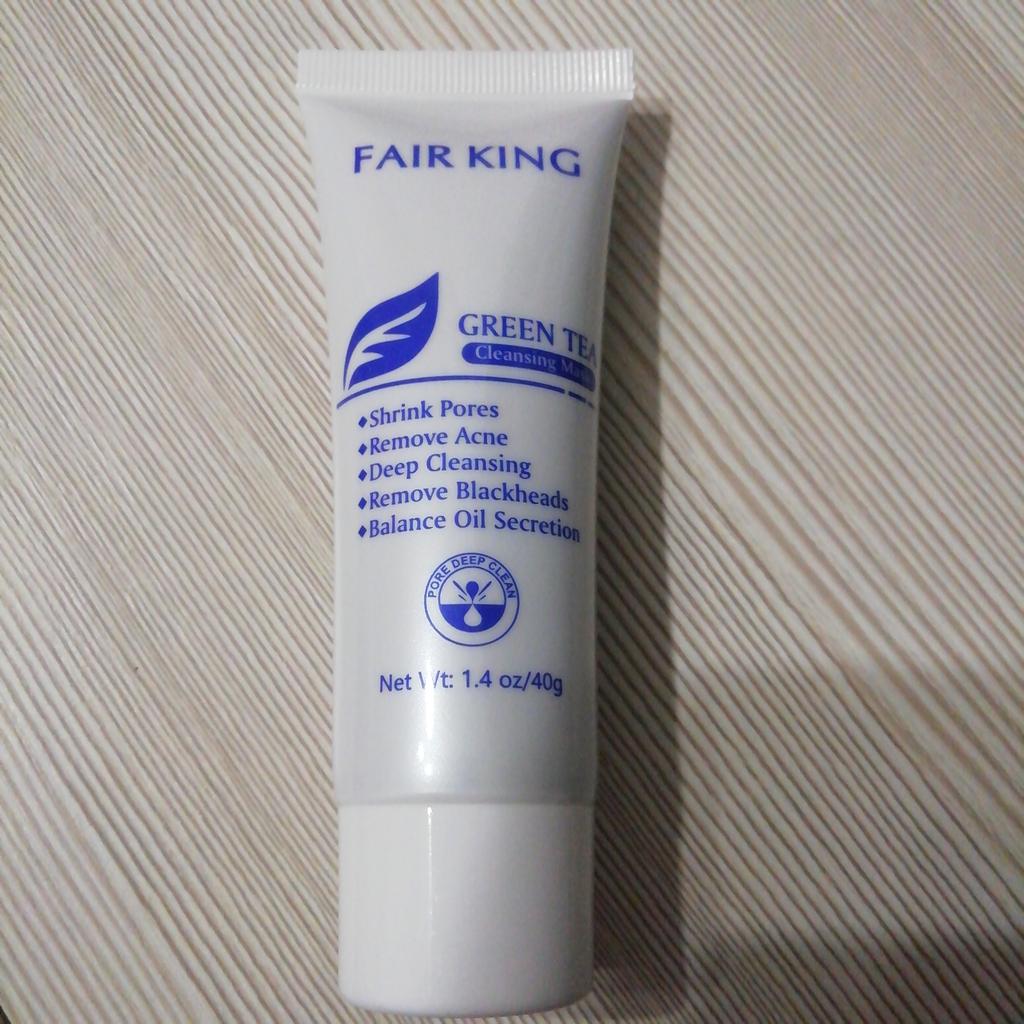 FAIR KING
GREEN TEA
Cleansing
♦Shrink Pores
♦Remove Acne
♦Deep Cleansing
♦Remove Blackheads
♦Balance Oil Secretion
PORE DEEP CLEAN
Net Wt: 1.4 oz/40g